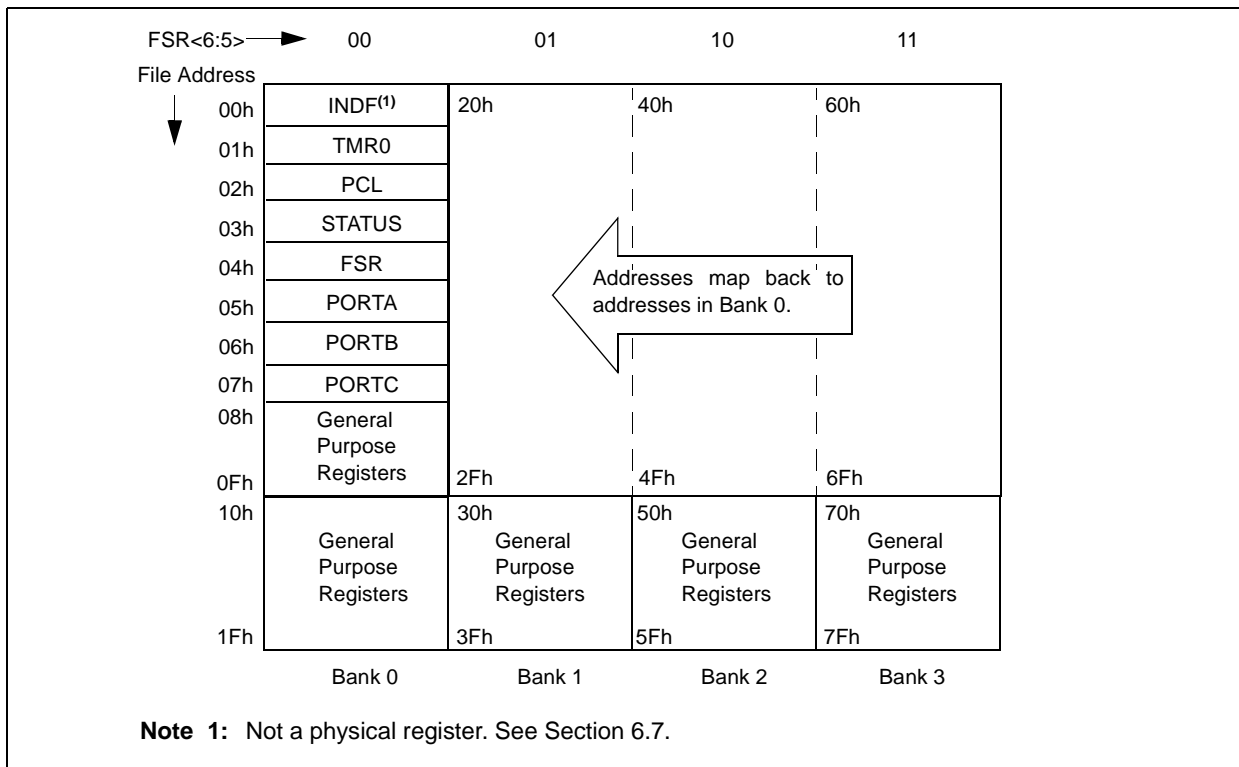 FSR<6:5> 00 01 10 11
File Address
00h INDF(1) 20h 40h 60h
01h TMR0
02h PCL
03h STATUS
04h FSR
Addresses map back to
05h PORTA
addresses in Bank 0.
06h PORTB
07h PORTC
08h General
Purpose
Registers
0Fh 2Fh 4Fh 6Fh
10h 30h 50h 70h
General General General General
Purpose Purpose Purpose Purpose
Registers Registers Registers Registers
1Fh 3Fh 5Fh 7Fh
Bank 0 Bank 1 Bank 2 Bank 3
Note 1: Not a physical register. See Section 6.7.